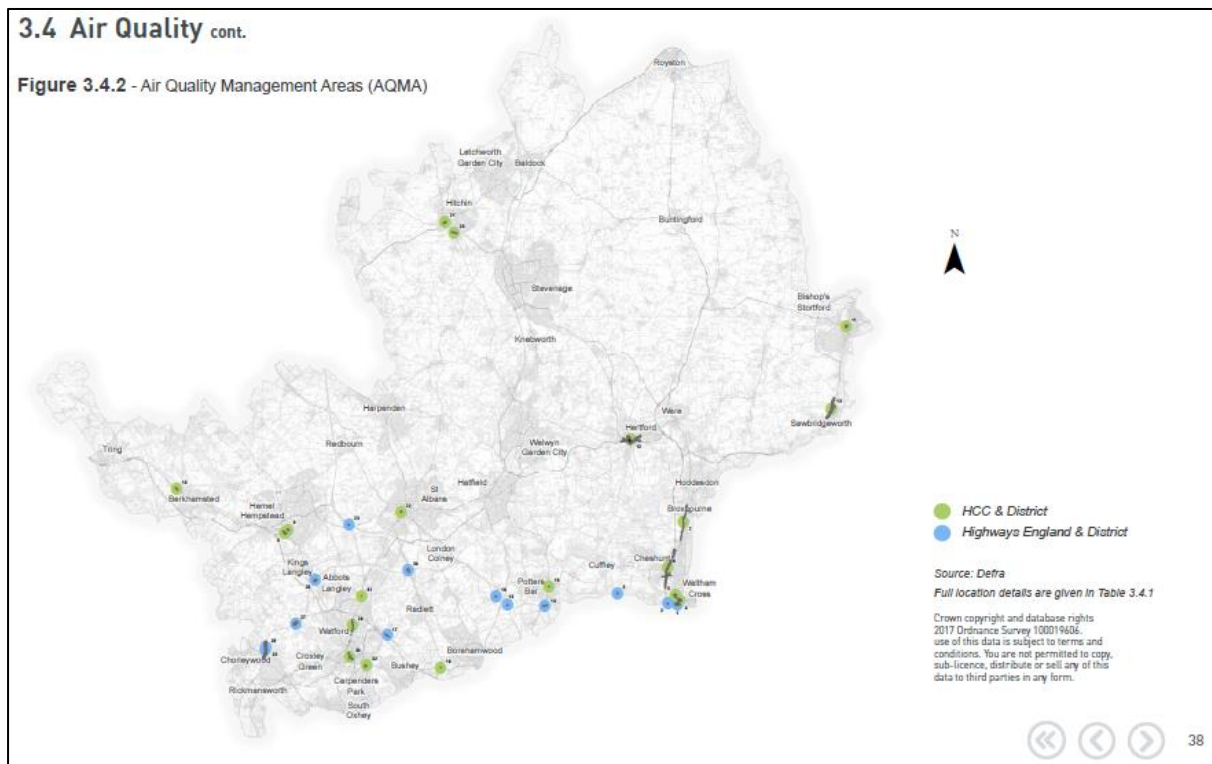 3.4 Air Quality cont.
Figure 3.4.2 - Air Quality Management Areas (AQMA)
Royston
Letchworth
Garden City
Baldock
Hitchin
Buntingford
N
Stevenage
Bishop's
Stortford
Knebworth
Harpenden
Ware
Sawbridgeworth
Hertford
Redbourn
Welwyn
Garden City
Tring
Hatfield
Hoddesdon
St
Albans
Berkhamsted
Hemel
Hempstead
Broxbourne
HCC & District
Highways England & District
London
Colney
Cheshunt
Cuffley
Kings
Langley
Abbots
Langley
Potters
Bar
Waltham
Cross
Source: Defra
Full location details are given in Table 3.4.1
Radlett
Watford
Crown copyright and database rights
2017 Ordnance Survey 100019606.
use of this data is subject to terms and
conditions. You are not permitted to copy,
sub-licence, distribute or sell any of this
data to third parties in any form.
Borehamwood
Chorleywood
Croxley
Green
Bushey
Carpenders
Park
Rickmansworth
South
Oxhey
38